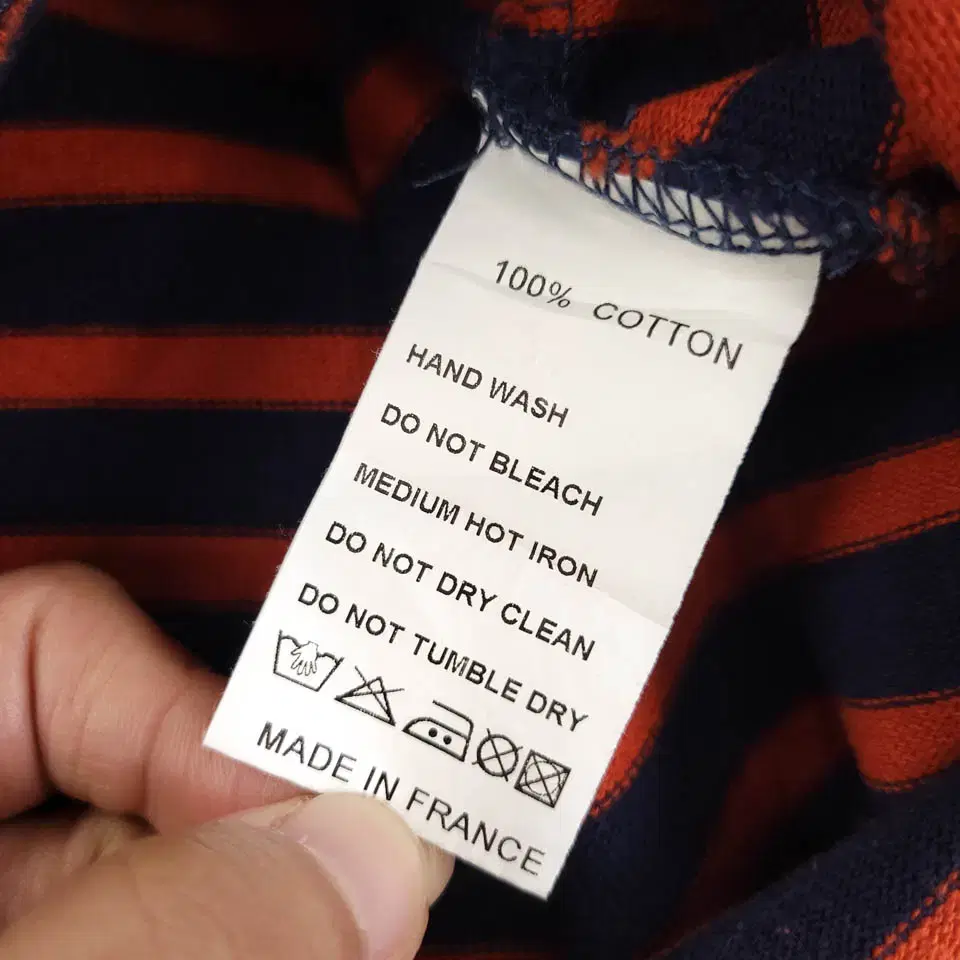 100% COTTON
HAND WASH
DO NOT BLEACH
MEDIUM HOT IRON
DO NOT DRY CLEAN
DO NOT TUMBLE DRY
MADE IN FRANCE